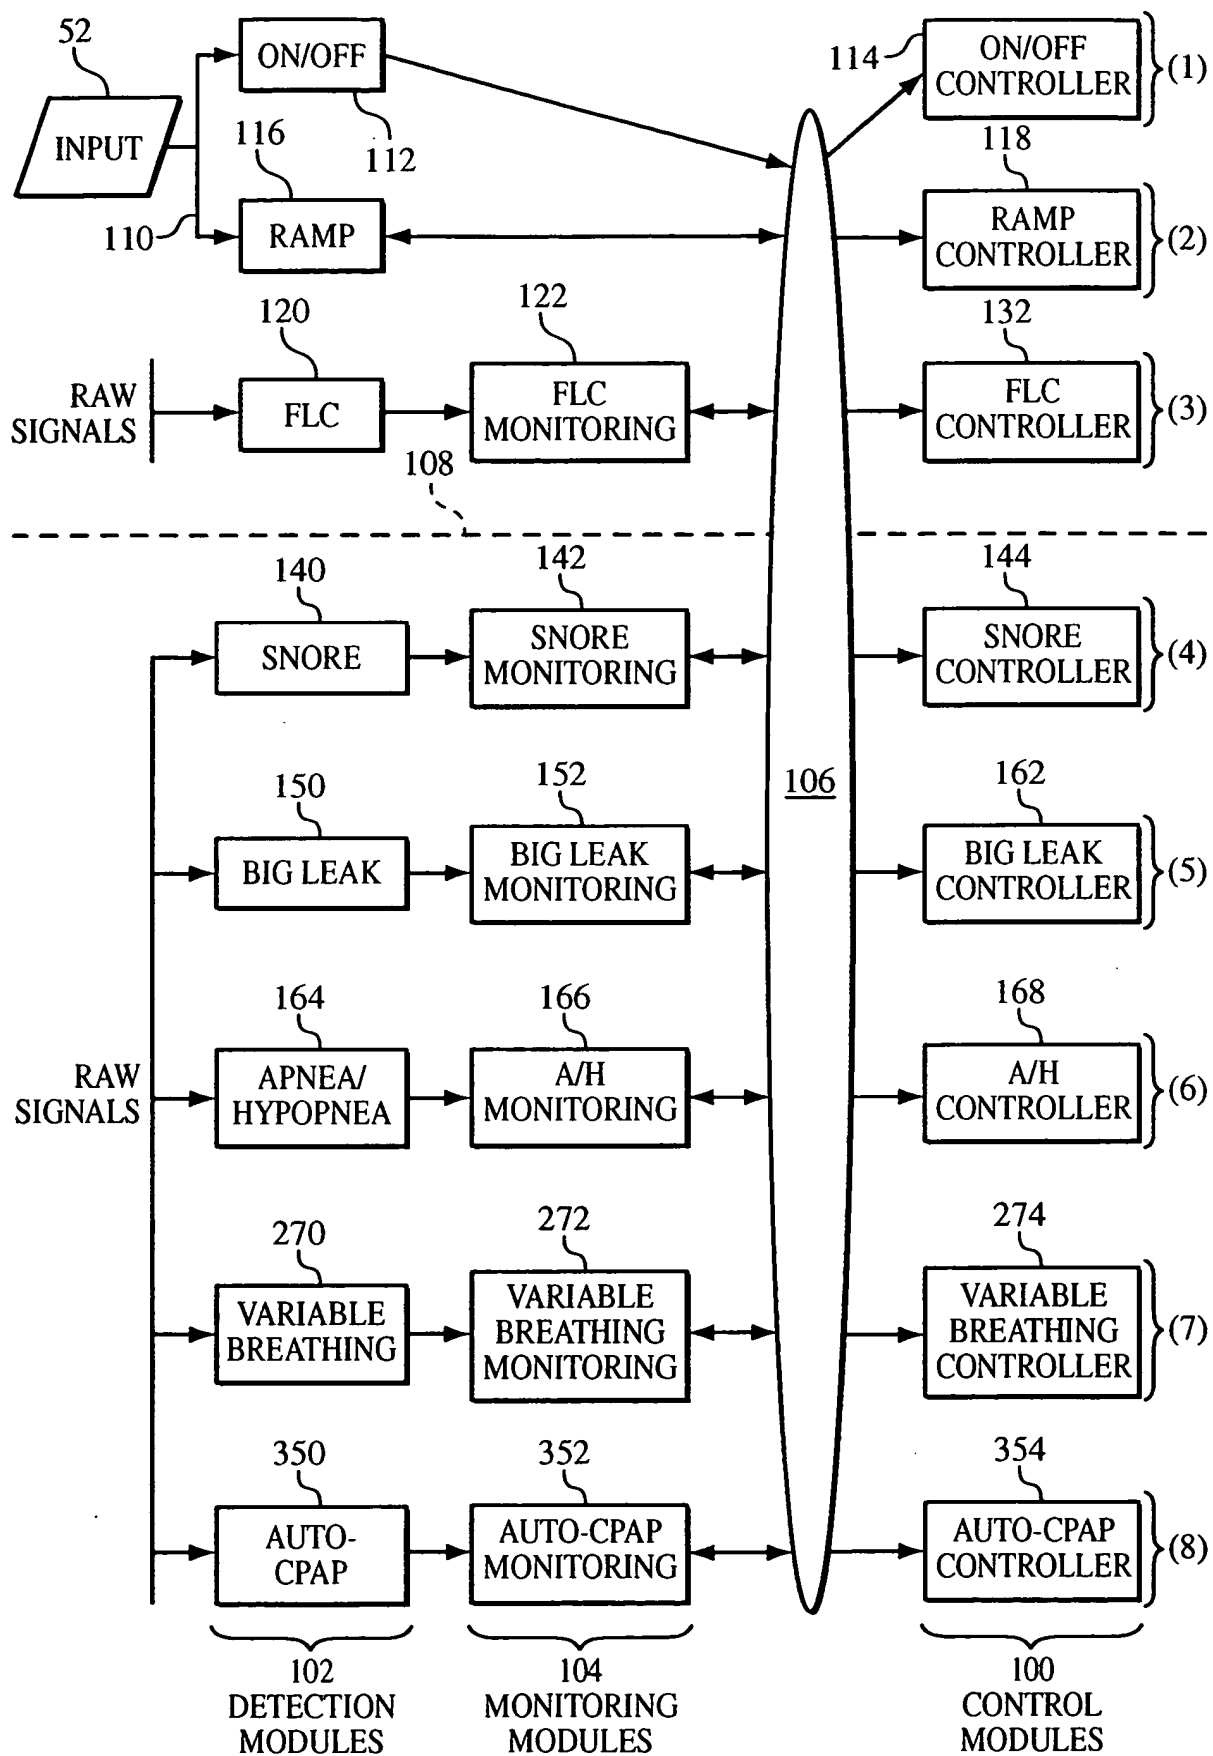 52
INPUT
110
ON/OFF
112
116
RAMP
114
ON/OFF
CONTROLLER
(1)
118
RAMP
CONTROLLER
(2)
RAW
SIGNALS
120
FLC
122
FLC
MONITORING
132
FLC
CONTROLLER
(3)
108
106
140
SNORE
142
SNORE
MONITORING
144
SNORE
CONTROLLER
(4)
150
BIG LEAK
152
BIG LEAK
MONITORING
162
BIG LEAK
CONTROLLER
(5)
RAW
SIGNALS
164
APNEA/
HYPOPNEA
166
A/H
MONITORING
168
A/H
CONTROLLER
(6)
270
VARIABLE
BREATHING
272
VARIABLE
BREATHING
MONITORING
274
VARIABLE
BREATHING
CONTROLLER
(7)
350
AUTO-
CPAP
352
AUTO-CPAP
MONITORING
354
AUTO-CPAP
CONTROLLER
(8)
102
DETECTION
MODULES
104
MONITORING
MODULES
100
CONTROL
MODULES